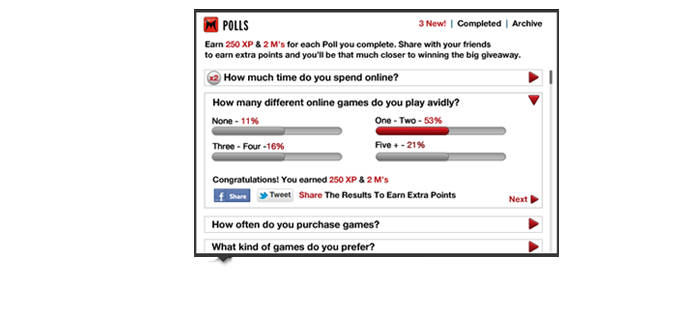 M POLLS
3 New! | Completed | Archive
Earn 250 XP & 2 M's for each Poll you complete. Share with your friends
to earn extra points and you'll be that much closer to winning the big giveaway.
x2 How much time do you spend online?
How many different online games do you play avidly?
None - 11%
One - Two - 53%
Three - Four -16%
Five + - 21%
Congratulations! You earned 250 XP & 2 M's
f Share Tweet Share The Results To Earn Extra Points
Next
How often do you purchase games?
What kind of games do you prefer?